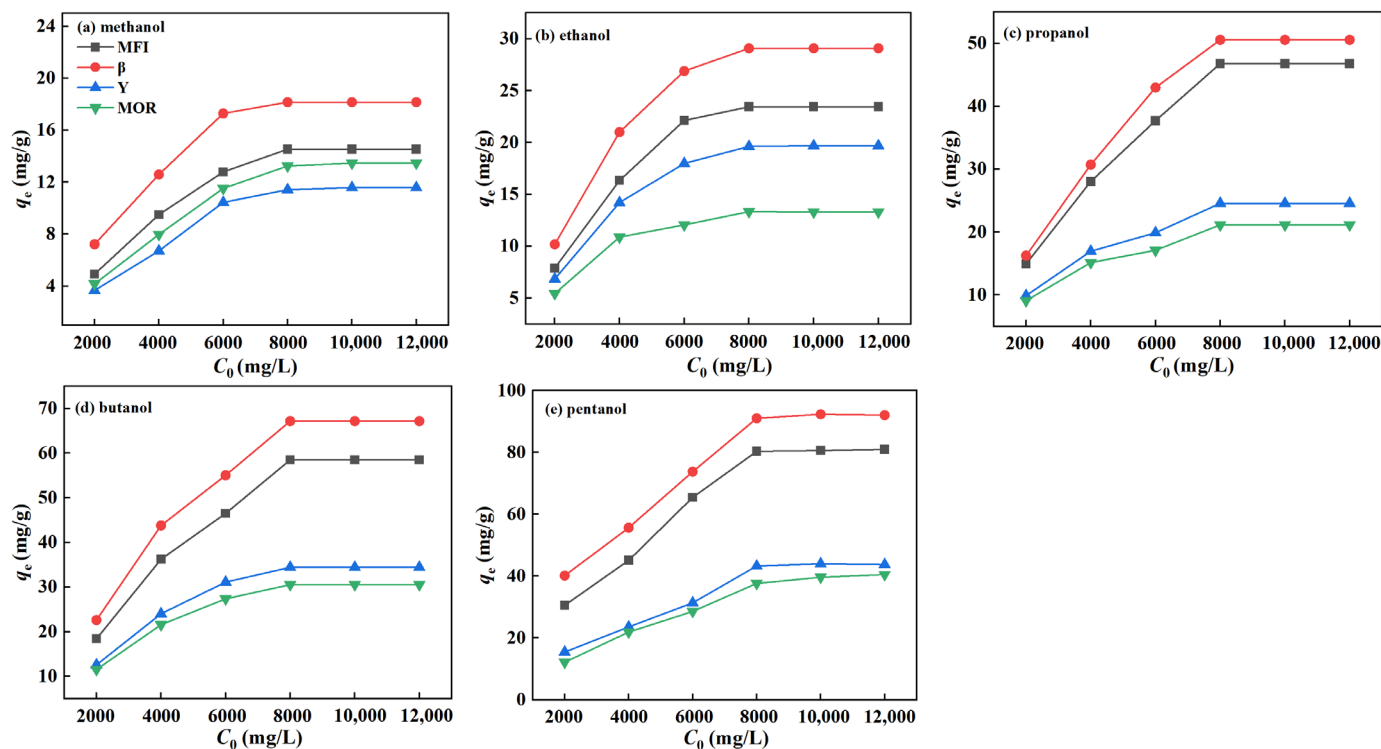 (a) methanol
MFI
β
Y
MOR
24
20
16
12
8
4
qe (mg/g)
2000 4000 6000 8000 10,000 12,000
C0 (mg/L)
(b) ethanol
30
25
20
15
10
5
qe (mg/g)
2000 4000 6000 8000 10,000 12,000
C0 (mg/L)
(c) propanol
50
40
30
20
10
qe (mg/g)
2000 4000 6000 8000 10,000 12,000
C0 (mg/L)
(d) butanol
70
60
50
40
30
20
10
qe (mg/g)
2000 4000 6000 8000 10,000 12,000
C0 (mg/L)
(e) pentanol
100
80
60
40
20
0
qe (mg/g)
2000 4000 6000 8000 10,000 12,000
C0 (mg/L)